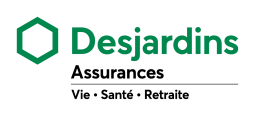 Desjardins
Assurances
Vie • Santé • Retraite